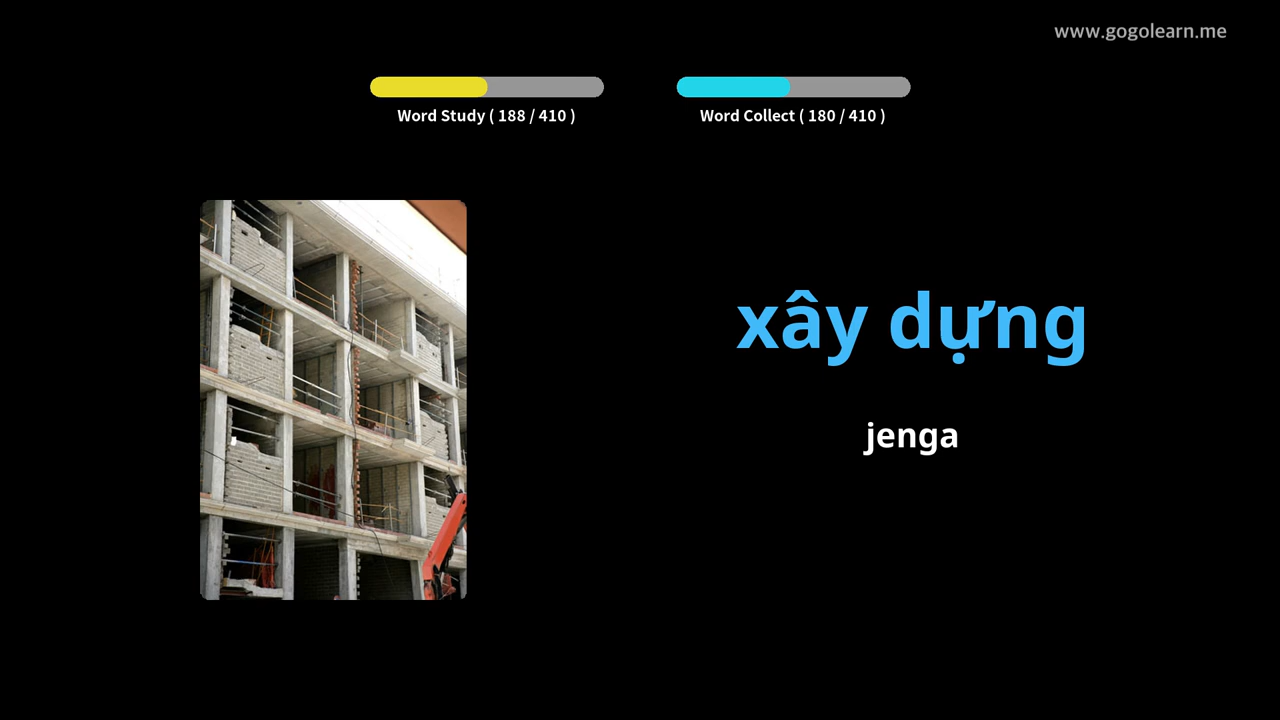 www.gogolearn.me
Word Study ( 188 / 410 )
Word Collect ( 180 / 410 )
xây dựng
jenga